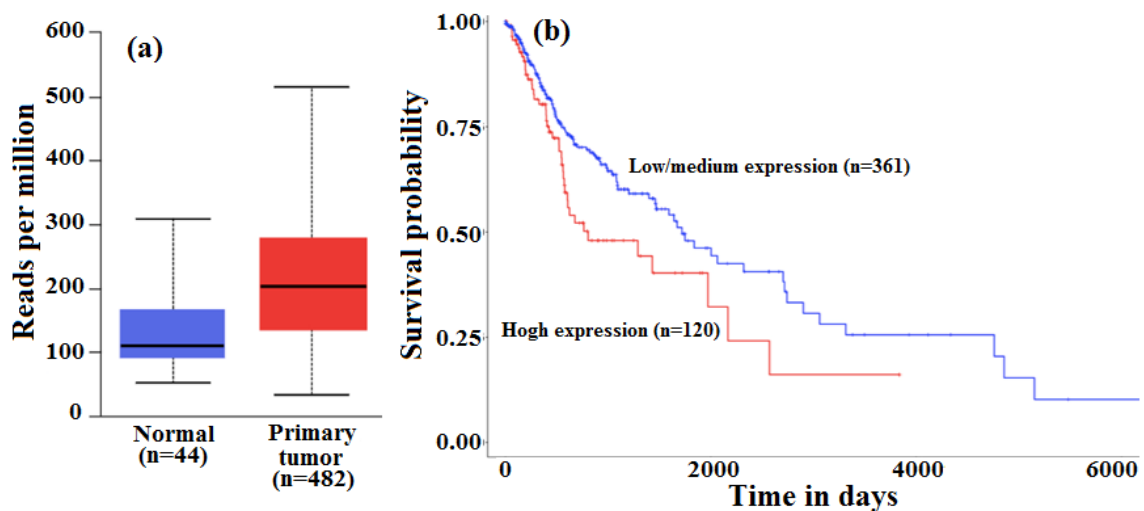 (a)
Reads per million
600
500
400
300
200
100
0
Normal
(n=44)
Primary
tumor
(n=482)
(b)
Survival probability
1.00
0.75
0.50
0.25
0.00
Low/medium expression (n=361)
Hogh expression (n=120)
0
2000
4000
6000
Time in days